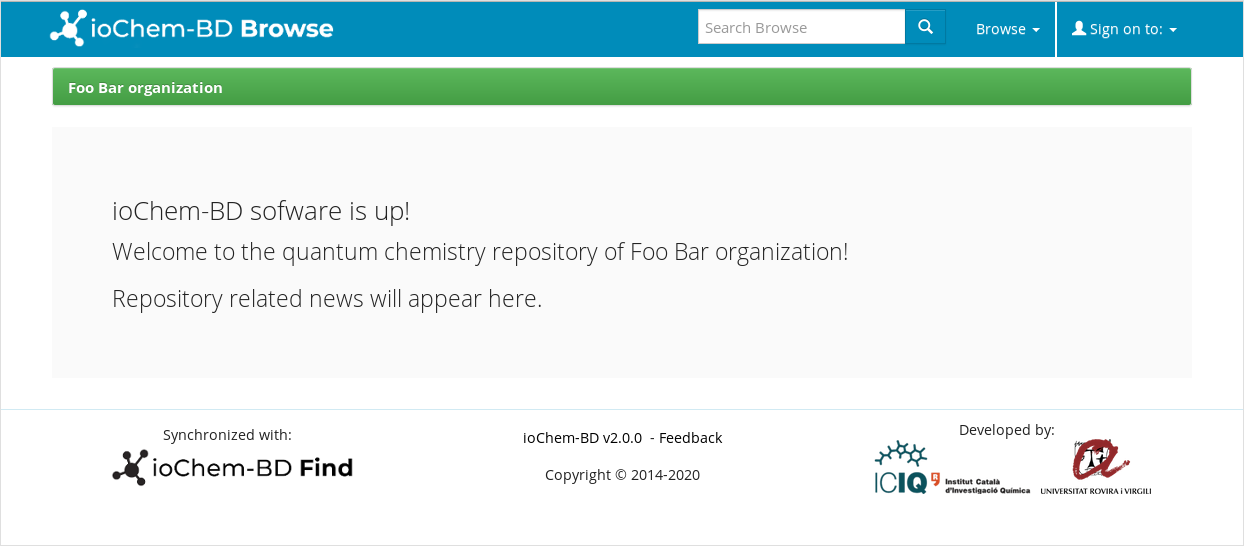 ioChem-BD Browse
Search Browse
Browse
Sign on to:
Foo Bar organization
ioChem-BD sofware is up!
Welcome to the quantum chemistry repository of Foo Bar organization!
Repository related news will appear here.
Synchronized with:
ioChem-BD Find
ioChem-BD v2.0.0 - Feedback
Copyright © 2014-2020
Developed by:
ICIQ
Institut Català
d'Investigació Química
UNIVERSITAT ROVIRA i VIRGILI